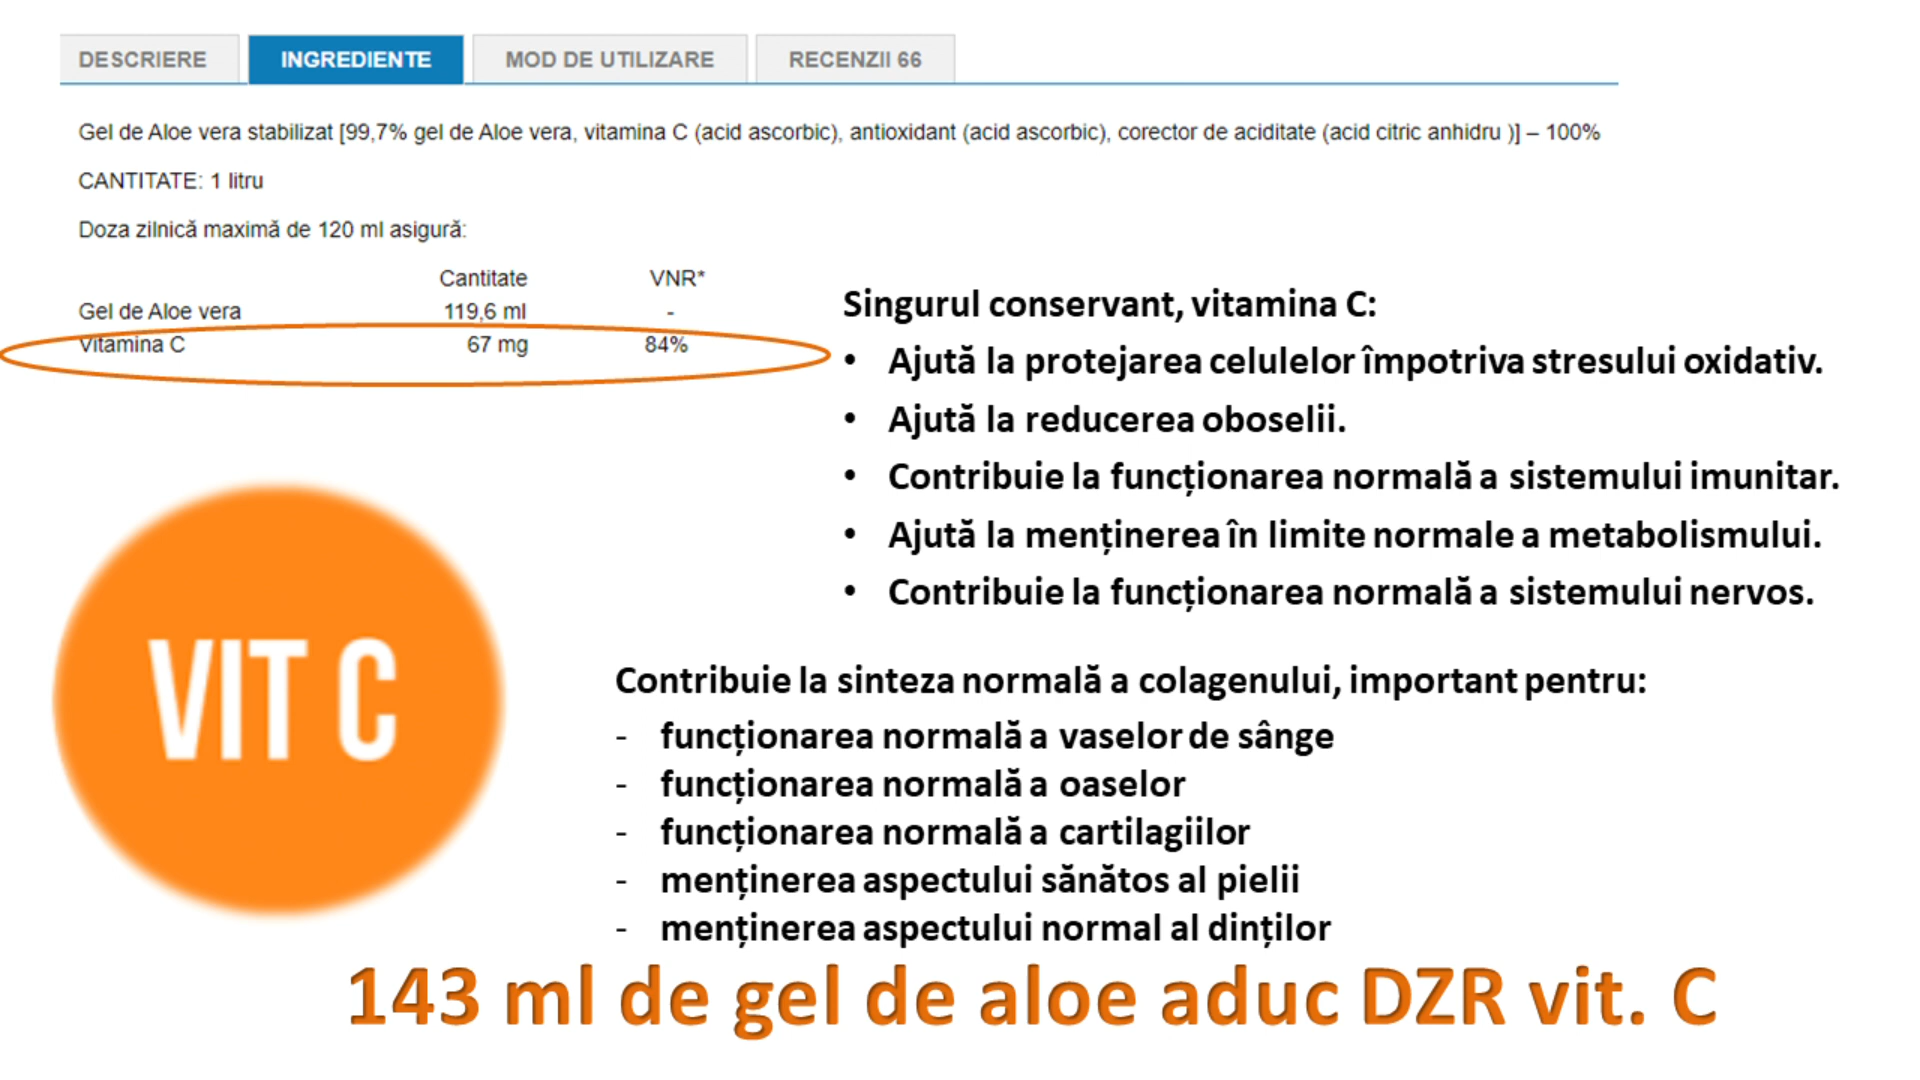 DESCRIERE INGREDIENTE MOD DE UTILIZARE RECENZII 66
Gel de Aloe vera stabilizat [99,7% gel de Aloe vera, vitamina C (acid ascorbic), antioxidant (acid ascorbic), corector de aciditate (acid citric anhidru )] – 100%
CANTITATE: 1 litru
Doza zilnică maximă de 120 ml asigură:
Cantitate VNR*
Gel de Aloe vera 119,6 ml -
Vitamina C 67 mg 84%
Singurul conservant, vitamina C:
• Ajută la protejarea celulelor împotriva stresului oxidativ.
• Ajută la reducerea oboselii.
• Contribuie la funcționarea normală a sistemului imunitar.
• Ajută la menținerea în limite normale a metabolismului.
• Contribuie la funcționarea normală a sistemului nervos.
VIT C
Contribuie la sinteza normală a colagenului, important pentru:
- funcționarea normală a vaselor de sânge
- funcționarea normală a oaselor
- funcționarea normală a cartilagiilor
- menținerea aspectului sănătos al pielii
- menținerea aspectului normal al dinților
143 ml de gel de aloe aduc DZR vit. C